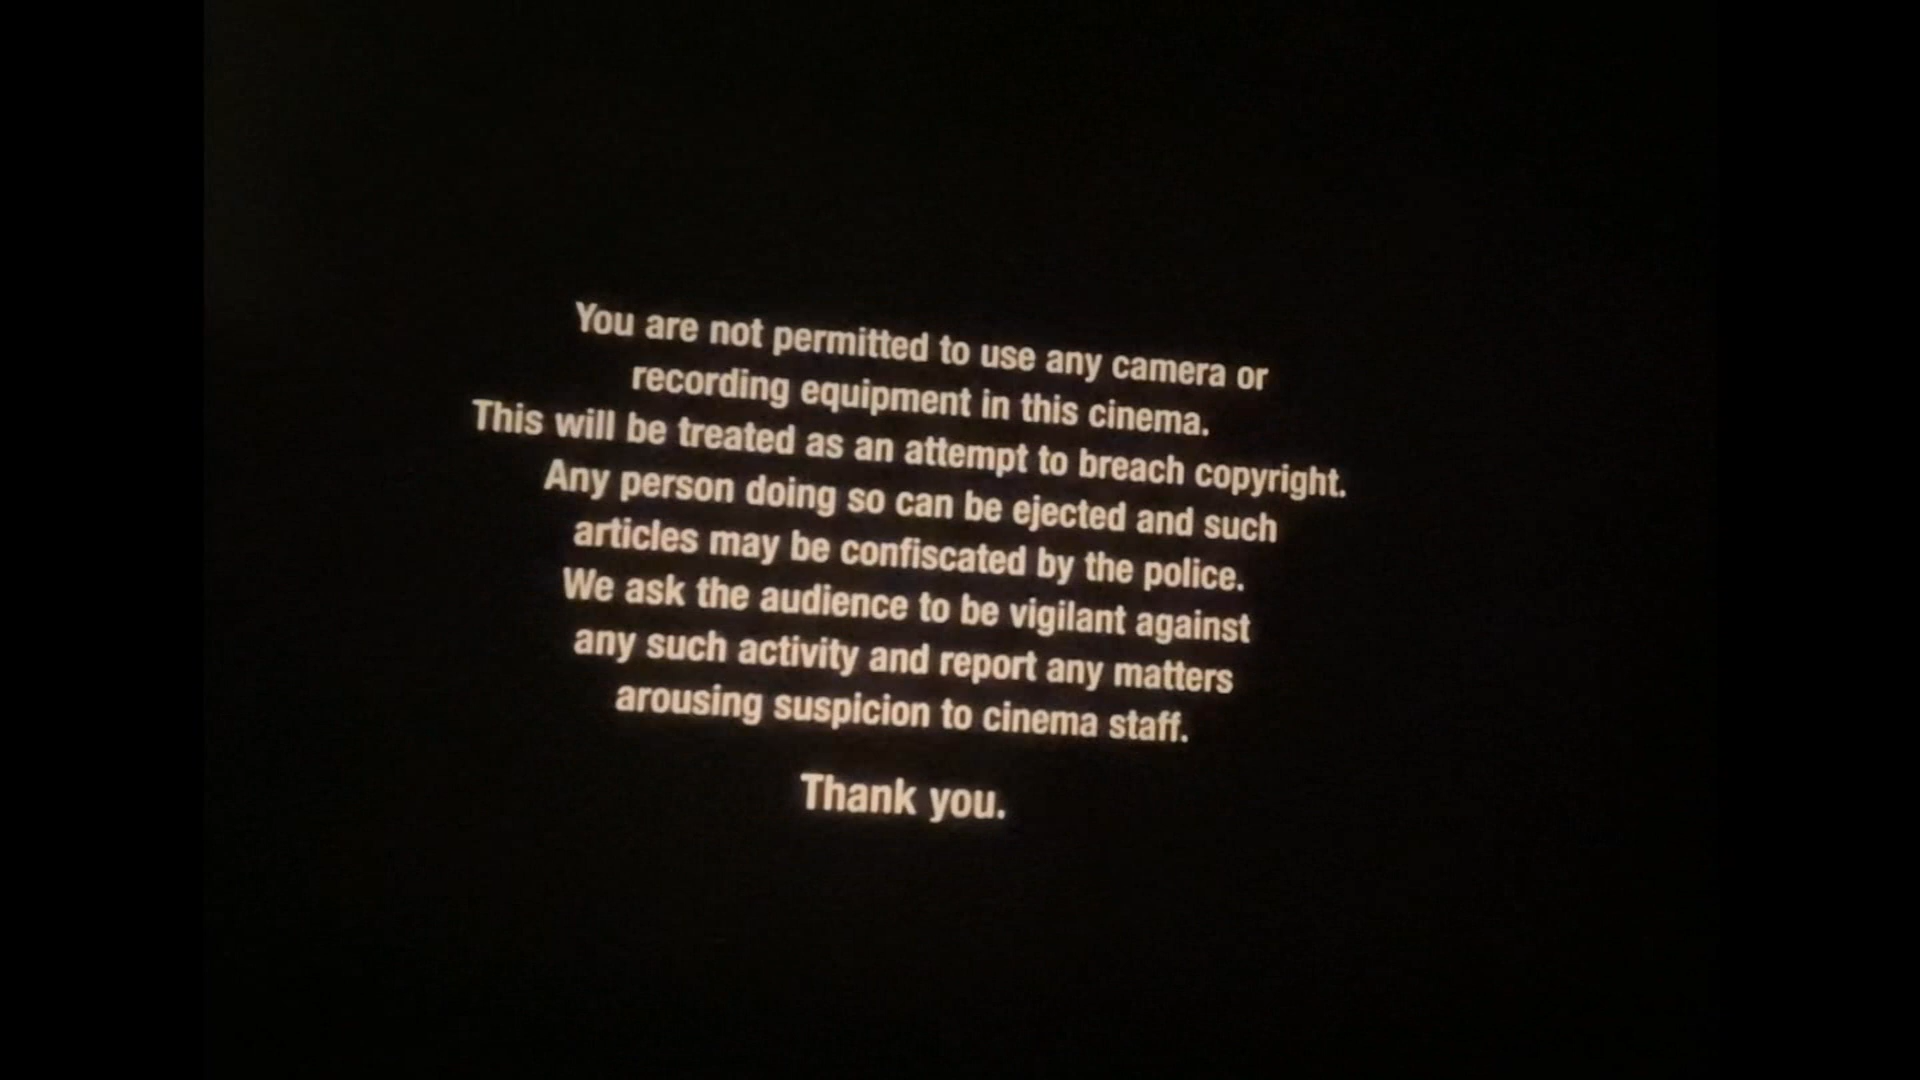 You are not permitted to use any camera or
recording equipment in this cinema.
This will be treated as an attempt to breach copyright.
Any person doing so can be ejected and such
articles may be confiscated by the police.
We ask the audience to be vigilant against
any such activity and report any matters
arousing suspicion to cinema staff.
Thank you.